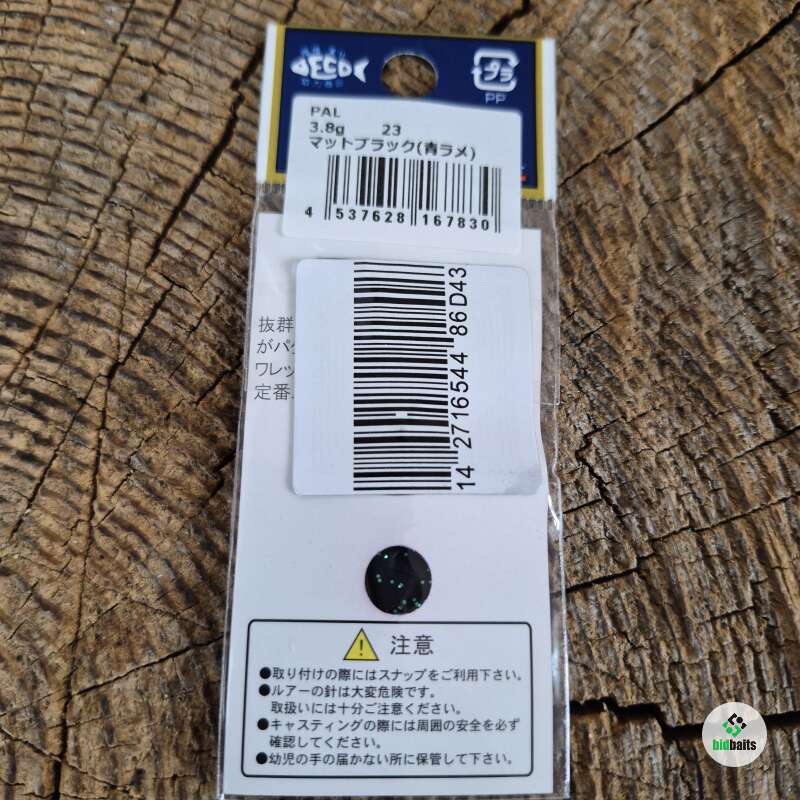 PP
PAL
3.8g 23
マットブラック(青ラメ)
4 537628 167830
14 2716544 86D43
抜群
がバ
ワレッ
定番
注意
●取り付けの際にはスナップをご利用下さい。
●ルアーの針は大変危険です。
取扱いには十分ご注意ください。
●キャスティングの際には周囲の安全を必ず
確認してください。
●幼児の手の届かない所に保管して下さい。
bidbaits